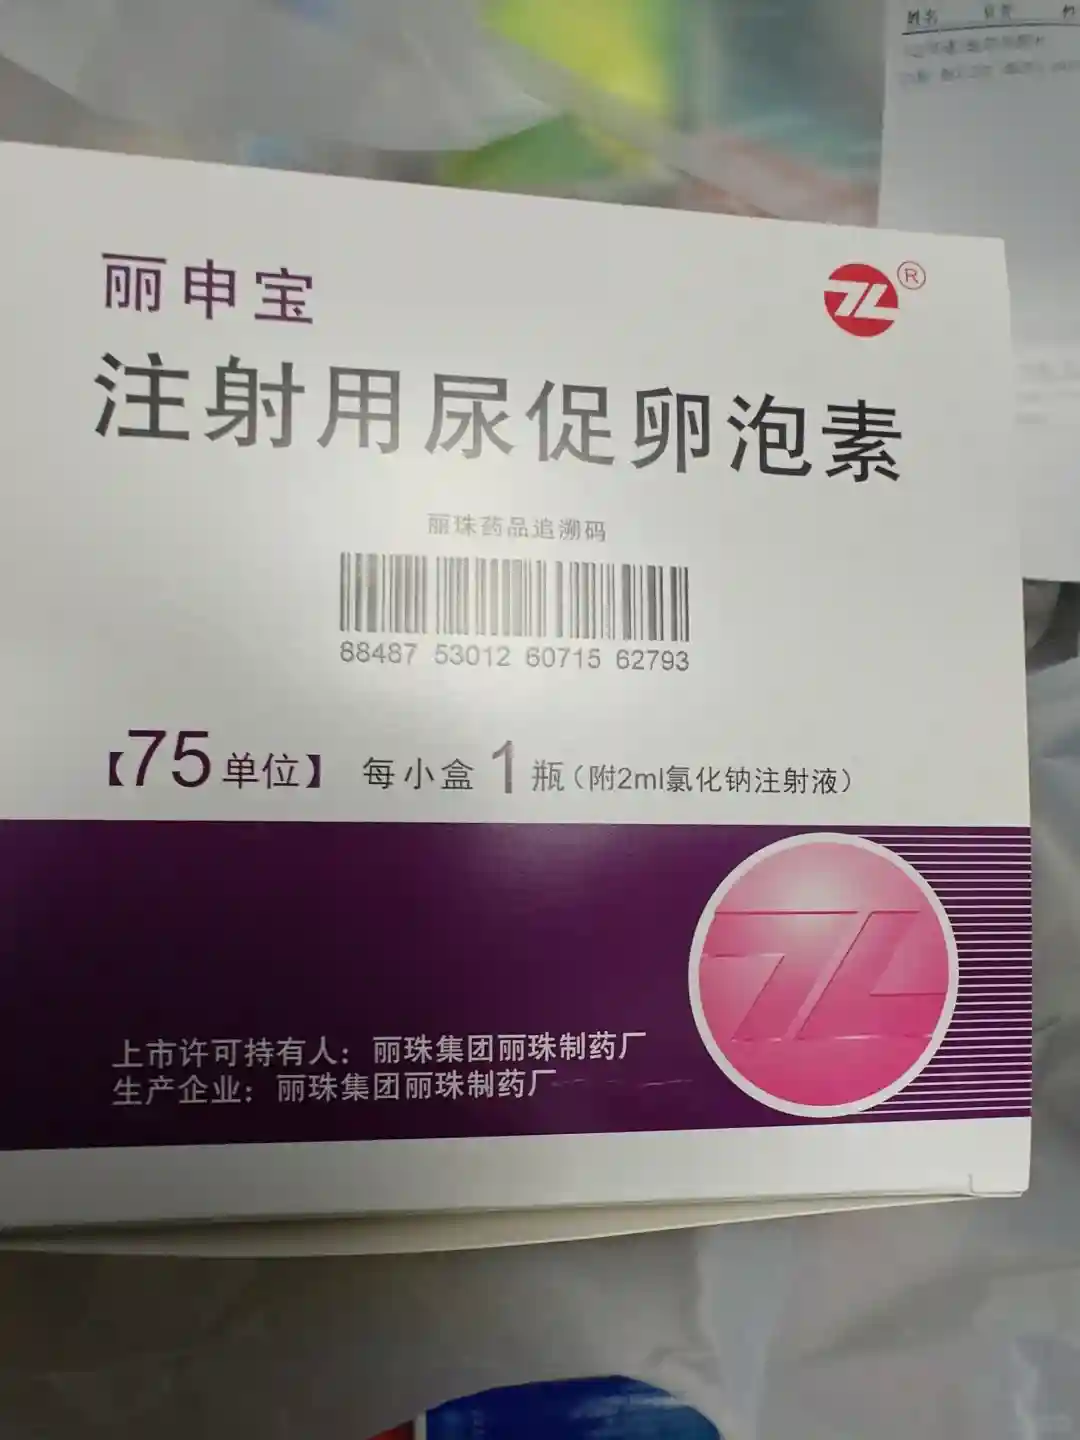 姓名
丽申宝
®
注射用尿促卵泡素
丽珠药品追溯码
88487 53012 60715 62793
【75单位】 每小盒1瓶（附2ml氯化钠注射液）
上市许可持有人：丽珠集团丽珠制药厂
生产企业：丽珠集团丽珠制药厂